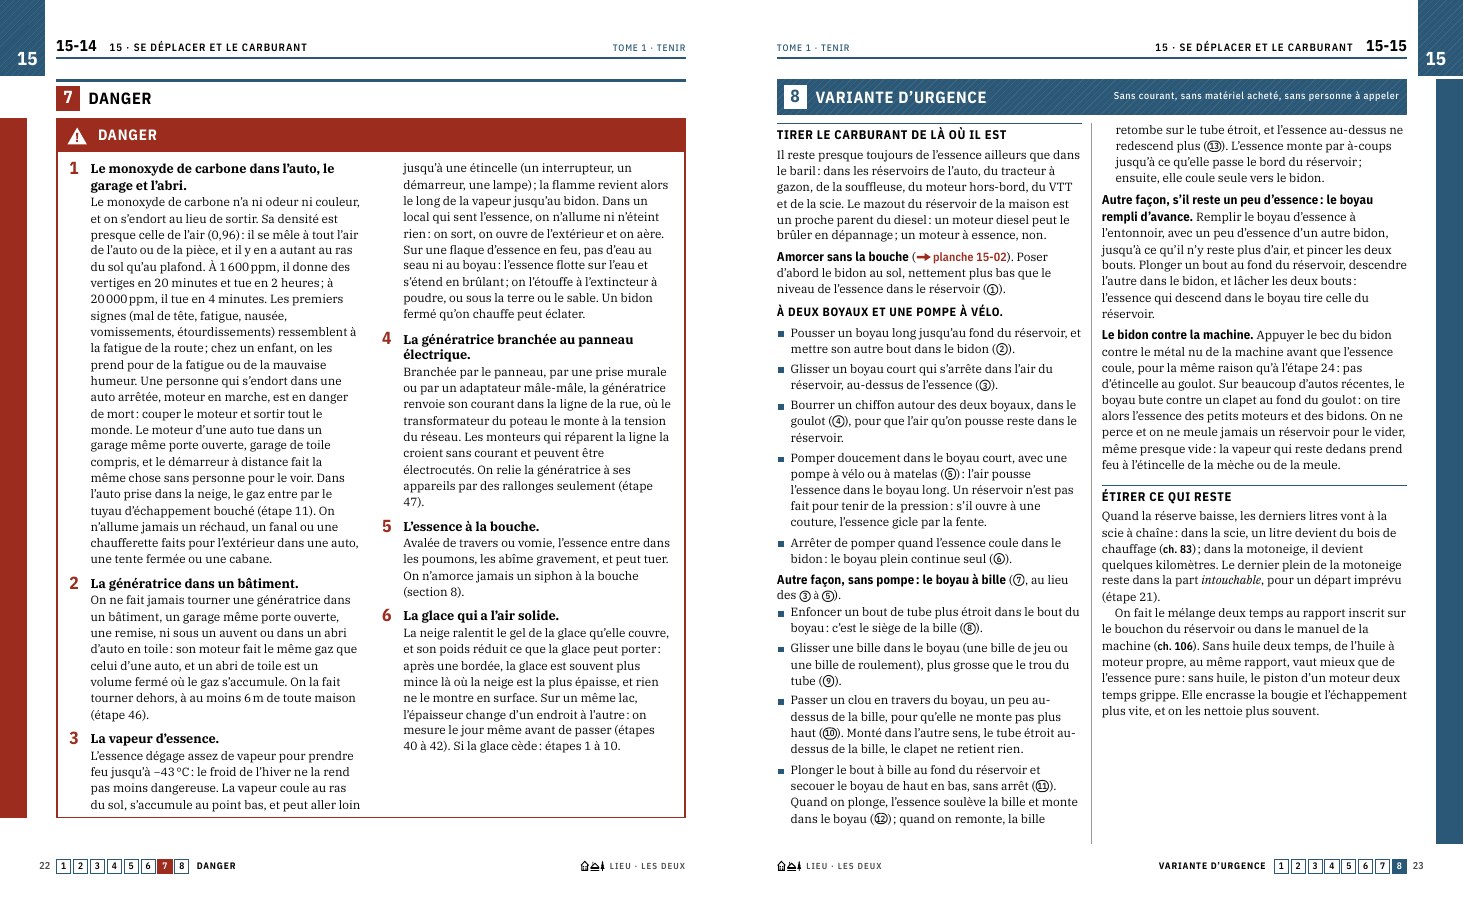 15
15-14 15 · SE DÉPLACER ET LE CARBURANT
TOME 1 · TENIR
7 DANGER
DANGER
1 Le monoxyde de carbone dans l’auto, le
garage et l’abri.
Le monoxyde de carbone n’a ni odeur ni couleur,
et on s’endort au lieu de sortir. Sa densité est
presque celle de l’air (0,96) : il se mêle à tout l’air
de l’auto ou de la pièce, et il y en a autant au ras
du sol qu’au plafond. À 1 600 ppm, il donne des
vertiges en 20 minutes et tue en 2 heures ; à
20 000 ppm, il tue en 4 minutes. Les premiers
signes (mal de tête, fatigue, nausée,
vomissements, étourdissements) ressemblent à
la fatigue de la route ; chez un enfant, on les
prend pour de la fatigue ou de la mauvaise
humeur. Une personne qui s’endort dans une
auto arrêtée, moteur en marche, est en danger
de mort : couper le moteur et sortir tout le
monde. Le moteur d’une auto tue dans un
garage même porte ouverte, garage de toile
compris, et le démarreur à distance fait la
même chose sans personne pour le voir. Dans
l’auto prise dans la neige, le gaz entre par le
tuyau d’échappement bouché (étape 11). On
n’allume jamais un réchaud, un fanal ou une
chaufferette faits pour l’extérieur dans une auto,
une tente fermée ou une cabane.
2 La génératrice dans un bâtiment.
On ne fait jamais tourner une génératrice dans
un bâtiment, un garage même porte ouverte,
une remise, ni sous un auvent ou dans un abri
d’auto en toile : son moteur fait le même gaz que
celui d’une auto, et un abri de toile est un
volume fermé où le gaz s’accumule. On la fait
tourner dehors, à au moins 6 m de toute maison
(étape 46).
3 La vapeur d’essence.
L’essence dégage assez de vapeur pour prendre
feu jusqu’à −43 °C : le froid de l’hiver ne la rend
pas moins dangereuse. La vapeur coule au ras
du sol, s’accumule au point bas, et peut aller loin
jusqu’à une étincelle (un interrupteur, un
démarreur, une lampe) ; la flamme revient alors
le long de la vapeur jusqu’au bidon. Dans un
local qui sent l’essence, on n’allume ni n’éteint
rien : on sort, on ouvre de l’extérieur et on aère.
Sur une flaque d’essence en feu, pas d’eau au
seau ni au boyau : l’essence flotte sur l’eau et
s’étend en brûlant ; on l’étouffe à l’extincteur à
poudre, ou sous la terre ou le sable. Un bidon
fermé qu’on chauffe peut éclater.
4 La génératrice branchée au panneau
électrique.
Branchée par le panneau, par une prise murale
ou par un adaptateur mâle-mâle, la génératrice
renvoie son courant dans la ligne de la rue, où le
transformateur du poteau le monte à la tension
du réseau. Les monteurs qui réparent la ligne la
croient sans courant et peuvent être
électrocutés. On relie la génératrice à ses
appareils par des rallonges seulement (étape
47).
5 L’essence à la bouche.
Avalée de travers ou vomie, l’essence entre dans
les poumons, les abîme gravement, et peut tuer.
On n’amorce jamais un siphon à la bouche
(section 8).
6 La glace qui a l’air solide.
La neige ralentit le gel de la glace qu’elle couvre,
et son poids réduit ce que la glace peut porter :
après une bordée, la glace est souvent plus
mince là où la neige est la plus épaisse, et rien
ne le montre en surface. Sur un même lac,
l’épaisseur change d’un endroit à l’autre : on
mesure le jour même avant de passer (étapes
40 à 42). Si la glace cède : étapes 1 à 10.
22 1 2 3 4 5 6 7 8 DANGER
LIEU · LES DEUX
TOME 1 · TENIR
15 · SE DÉPLACER ET LE CARBURANT 15-15
15
8 VARIANTE D’URGENCE
Sans courant, sans matériel acheté, sans personne à appeler
TIRER LE CARBURANT DE LÀ OÙ IL EST
Il reste presque toujours de l’essence ailleurs que dans
le baril : dans les réservoirs de l’auto, du tracteur à
gazon, de la souffleuse, du moteur hors-bord, du VTT
et de la scie. Le mazout du réservoir de la maison est
un proche parent du diesel : un moteur diesel peut le
brûler en dépannage ; un moteur à essence, non.
Amorcer sans la bouche (➞ planche 15-02). Poser
d’abord le bidon au sol, nettement plus bas que le
niveau de l’essence dans le réservoir (①).
À DEUX BOYAUX ET UNE POMPE À VÉLO.
■ Pousser un boyau long jusqu’au fond du réservoir, et
mettre son autre bout dans le bidon (②).
■ Glisser un boyau court qui s’arrête dans l’air du
réservoir, au-dessus de l’essence (③).
■ Bourrer un chiffon autour des deux boyaux, dans le
goulot (④), pour que l’air qu’on pousse reste dans le
réservoir.
■ Pomper doucement dans le boyau court, avec une
pompe à vélo ou à matelas (⑤) : l’air pousse
l’essence dans le boyau long. Un réservoir n’est pas
fait pour tenir de la pression : s’il ouvre à une
couture, l’essence gicle par la fente.
■ Arrêter de pomper quand l’essence coule dans le
bidon : le boyau plein continue seul (⑥).
Autre façon, sans pompe : le boyau à bille (⑦, au lieu
des ③ à ⑤).
■ Enfoncer un bout de tube plus étroit dans le bout du
boyau : c’est le siège de la bille (⑧).
■ Glisser une bille dans le boyau (une bille de jeu ou
une bille de roulement), plus grosse que le trou du
tube (⑨).
■ Passer un clou en travers du boyau, un peu au-
dessus de la bille, pour qu’elle ne monte pas plus
haut (⑩). Monté dans l’autre sens, le tube étroit au-
dessus de la bille, le clapet ne retient rien.
■ Plonger le bout à bille au fond du réservoir et
secouer le boyau de haut en bas, sans arrêt (⑪).
Quand on plonge, l’essence soulève la bille et monte
dans le boyau (⑫) ; quand on remonte, la bille
retombe sur le tube étroit, et l’essence au-dessus ne
redescend plus (⑬). L’essence monte par à-coups
jusqu’à ce qu’elle passe le bord du réservoir ;
ensuite, elle coule seule vers le bidon.
Autre façon, s’il reste un peu d’essence : le boyau
rempli d’avance. Remplir le boyau d’essence à
l’entonnoir, avec un peu d’essence d’un autre bidon,
jusqu’à ce qu’il n’y reste plus d’air, et pincer les deux
bouts. Plonger un bout au fond du réservoir, descendre
l’autre dans le bidon, et lâcher les deux bouts :
l’essence qui descend dans le boyau tire celle du
réservoir.
Le bidon contre la machine. Appuyer le bec du bidon
contre le métal nu de la machine avant que l’essence
coule, pour la même raison qu’à l’étape 24 : pas
d’étincelle au goulot. Sur beaucoup d’autos récentes, le
boyau bute contre un clapet au fond du goulot : on tire
alors l’essence des petits moteurs et des bidons. On ne
perce et on ne meule jamais un réservoir pour le vider,
même presque vide : la vapeur qui reste dedans prend
feu à l’étincelle de la mèche ou de la meule.
ÉTIRER CE QUI RESTE
Quand la réserve baisse, les derniers litres vont à la
scie à chaîne : dans la scie, un litre devient du bois de
chauffage (ch. 83) ; dans la motoneige, il devient
quelques kilomètres. Le dernier plein de la motoneige
reste dans la part intouchable, pour un départ imprévu
(étape 21).
On fait le mélange deux temps au rapport inscrit sur
le bouchon du réservoir ou dans le manuel de la
machine (ch. 106). Sans huile deux temps, de l’huile à
moteur propre, au même rapport, vaut mieux que de
l’essence pure : sans huile, le piston d’un moteur deux
temps grippe. Elle encrasse la bougie et l’échappement
plus vite, et on les nettoie plus souvent.
LIEU · LES DEUX
VARIANTE D’URGENCE 1 2 3 4 5 6 7 8 23